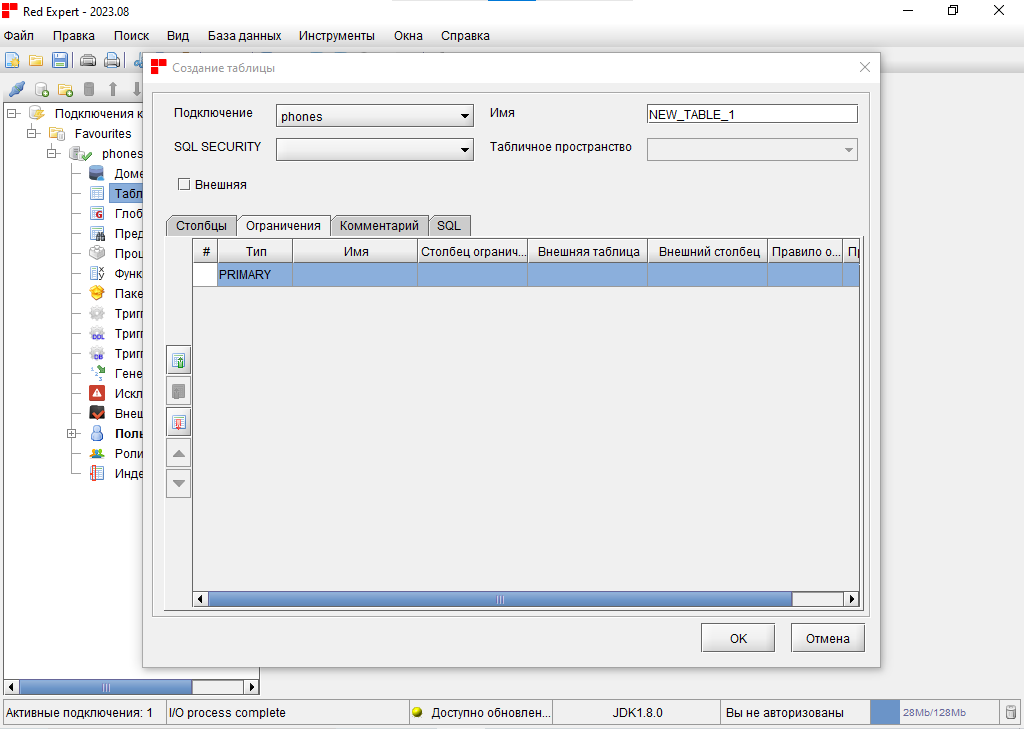 Red Expert - 2023.08
Файл Правка Поиск Вид База данных Инструменты Окна Справка
Создание таблицы
Подключение phones Имя NEW_TABLE_1
SQL SECURITY Табличное пространство
Внешняя
Столбцы Ограничения Комментарий SQL
# Тип Имя Столбец огранич... Внешняя таблица Внешний столбец Правило о... Пр
PRIMARY
OK Отмена
Подключения к
Favourites
phones
Доме
Табл
Глоб
Пред
Проц
G
Функ
Паке
Триг
DDL Триг
DB Триг
Гене
Искл
Внеш
Поль
Роли
Инде
Активные подключения: 1 I/O process complete Доступно обновлен... JDK1.8.0 Вы не авторизованы 28Mb/128Mb